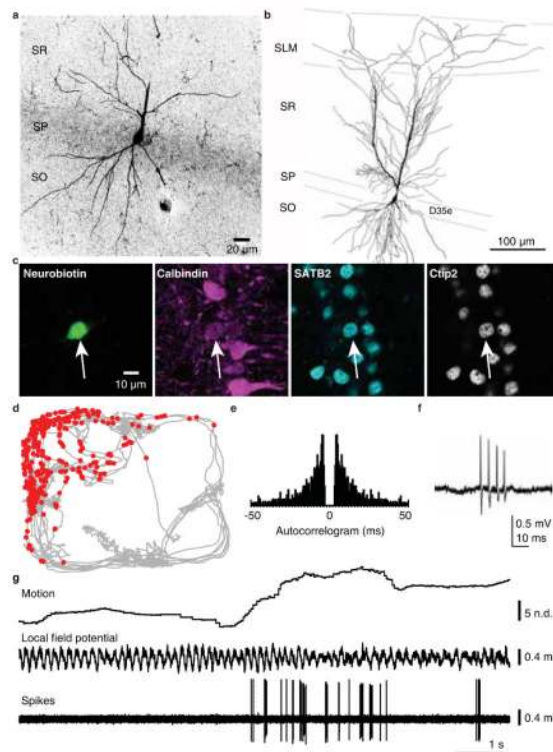 a
SR
SP
SO
20 µm
b
SLM
SR
SP
SO
D35e
100 µm
c
Neurobiotin
Calbindin
SATB2
Ctip2
10 µm
d
e
-50
0
50
Autocorrelogram (ms)
f
0.5 mV
10 ms
g
Motion
5 n.d.
Local field potential
0.4 m
Spikes
0.4 m
1 s